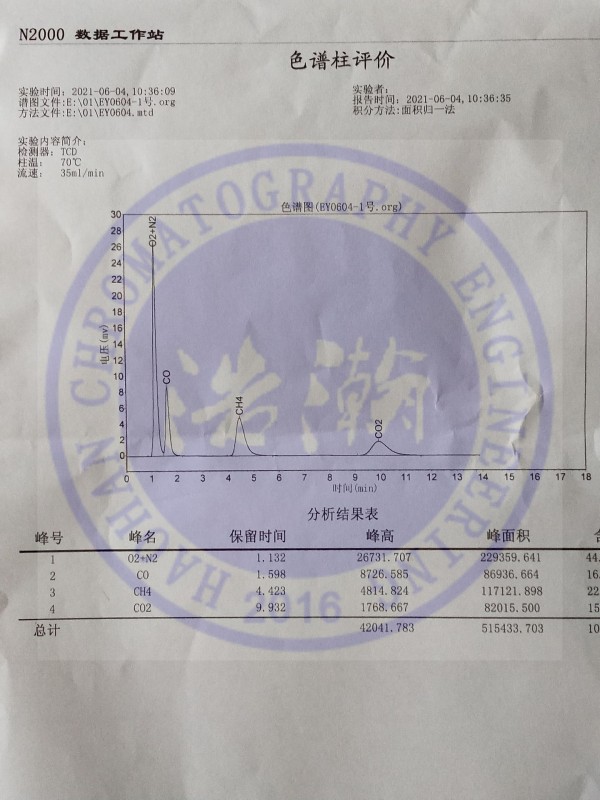 N2000 数据工作站
色谱柱评价
实验时间: 2021-06-04,10:36:09
谱图文件:E:\01\EY0604-1号.org
方法文件:E:\01\EY0604.mtd
实验者:
报告时间: 2021-06-04,10:36:35
积分方法:面积归一法
实验内容简介:
检测器: TCD
柱温: 70℃
流速: 35ml/min
色谱图(EY0604-1号.org)
30
28
26
24
22
20
18
16
14
12
10
8
6
4
2
0
电压(mv)
O2+N2
CO
CH4
CO2
0 1 2 3 4 5 6 7 8 9 10 11 12 13 14 15 16 17 18
时间(min)
分析结果表
峰号 峰名 保留时间 峰高 峰面积
1 O2+N2 1.132 26731.707 229359.641 44.
2 CO 1.598 8726.585 86936.664 16
3 CH4 4.423 4814.824 117121.898 22
4 CO2 9.932 1768.667 82015.500 15
总计 42041.783 515433.703 10
HAOHAN CHROMATOGRAPHY ENGINEERING
浩瀚
2016